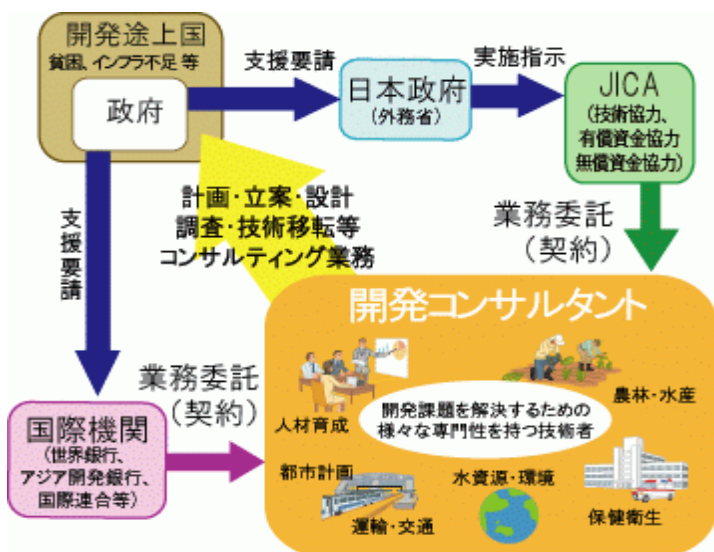 開発途上国
貧困、インフラ不足 等
政府
支援要請
日本政府
(外務省)
実施指示
JICA
(技術協力、
有償資金協力
無償資金協力)
支援要請
計画・立案・設計
調査・技術移転等
コンサルティング業務
業務委託
(契約)
業務委託
(契約)
国際機関
(世界銀行、
アジア開発銀行、
国際連合等)
開発コンサルタント
人材育成
農林・水産
開発課題を解決するための
様々な専門性を持つ技術者
都市計画
水資源・環境
運輸・交通
保健衛生